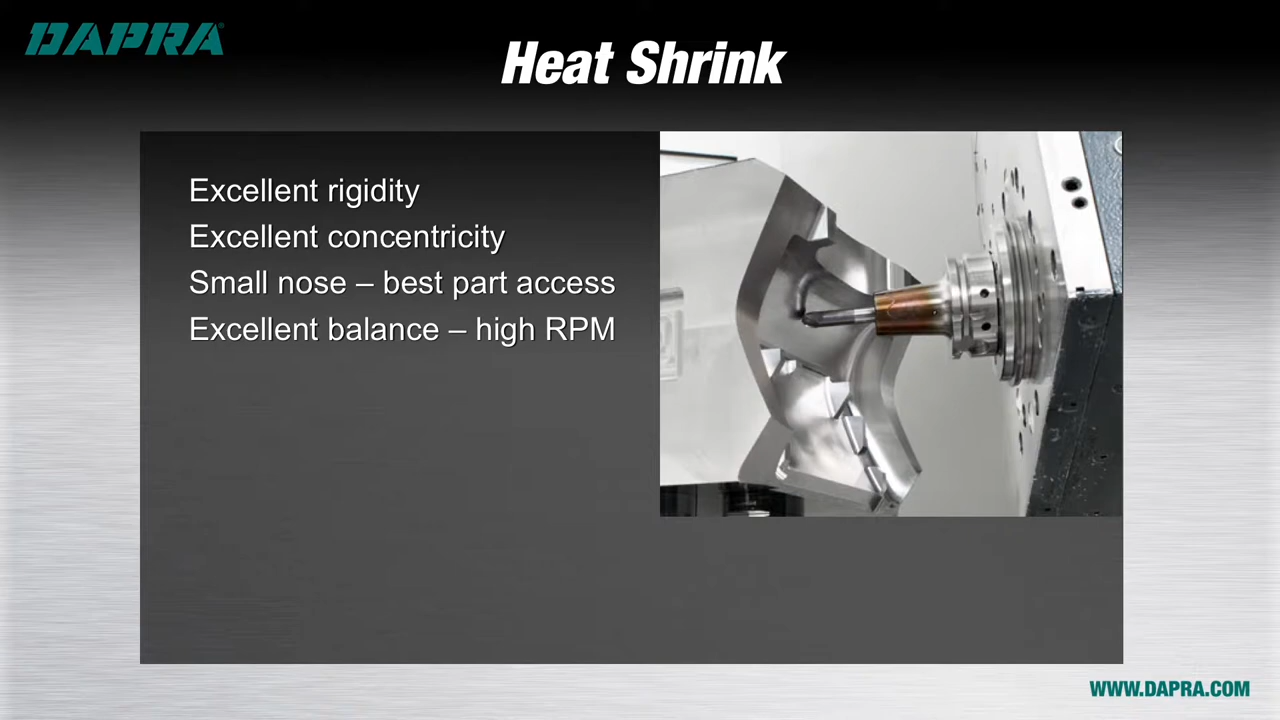 DAPRA
Heat Shrink
Excellent rigidity
Excellent concentricity
Small nose – best part access
Excellent balance – high RPM
WWW.DAPRA.COM